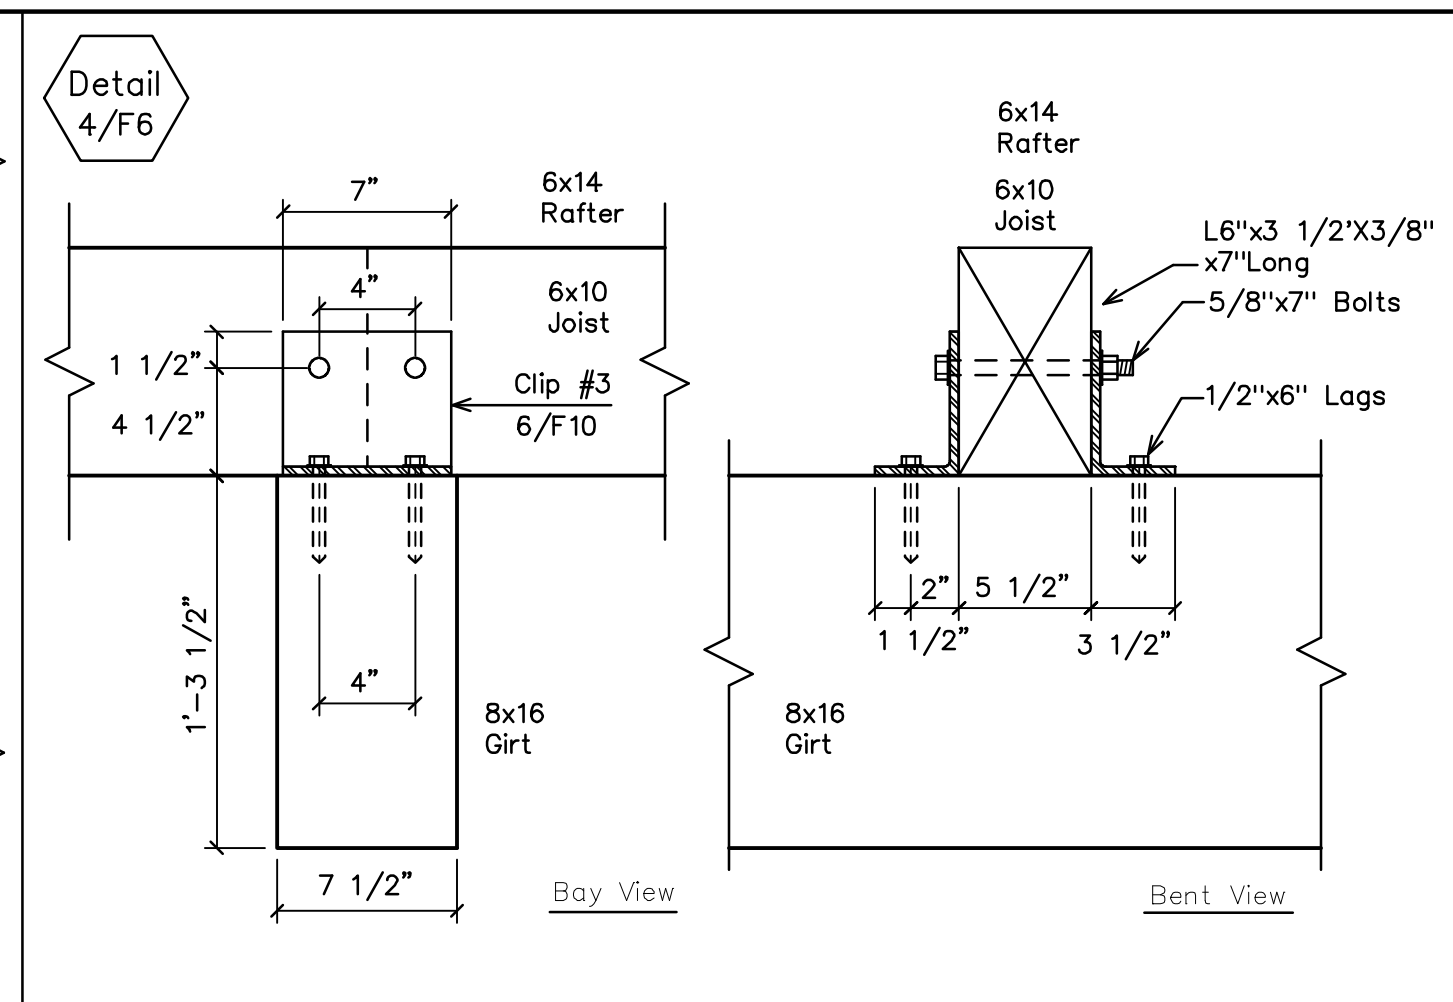 Detail
4/F6
7”
6x14
Rafter
4”
6x10
Joist
1 1/2”
4 1/2”
Clip #3
6/F10
1'-3 1/2”
4”
8x16
Girt
7 1/2”
Bay View
6x14
Rafter
6x10
Joist
L6"x3 1/2'X3/8"
x7"Long
5/8"x7" Bolts
1/2"x6" Lags
2”
5 1/2”
1 1/2”
3 1/2”
8x16
Girt
Bent View